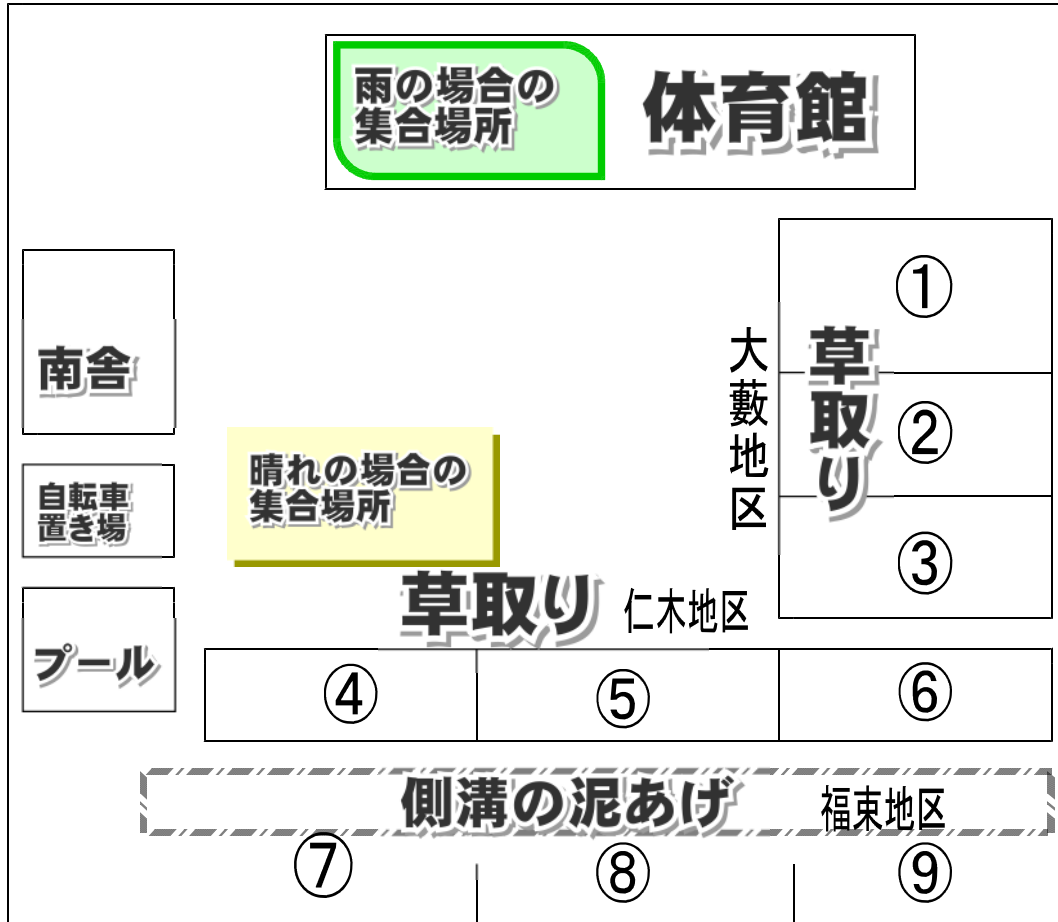 雨の場合の
集合場所
体育館
①
南舎
大藪地区
草取り
②
晴れの場合の
集合場所
自転車
置き場
③
草取り
仁木地区
プール
④
⑤
⑥
側溝の泥あげ
福束地区
⑦
⑧
⑨